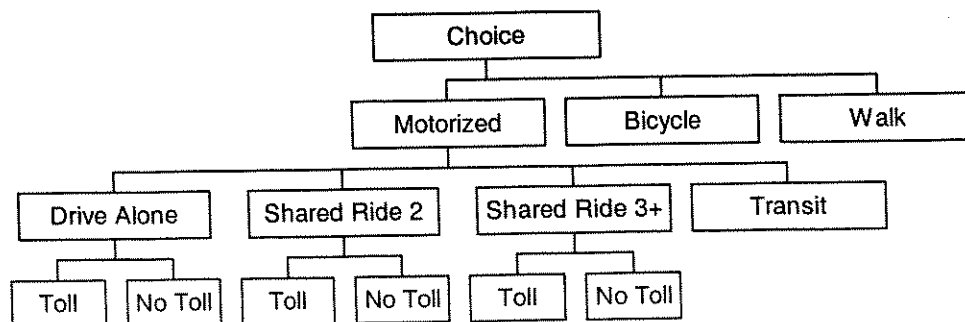 Choice
Motorized
Bicycle
Walk
Drive Alone
Shared Ride 2
Shared Ride 3+
Transit
Toll
No Toll
Toll
No Toll
Toll
No Toll